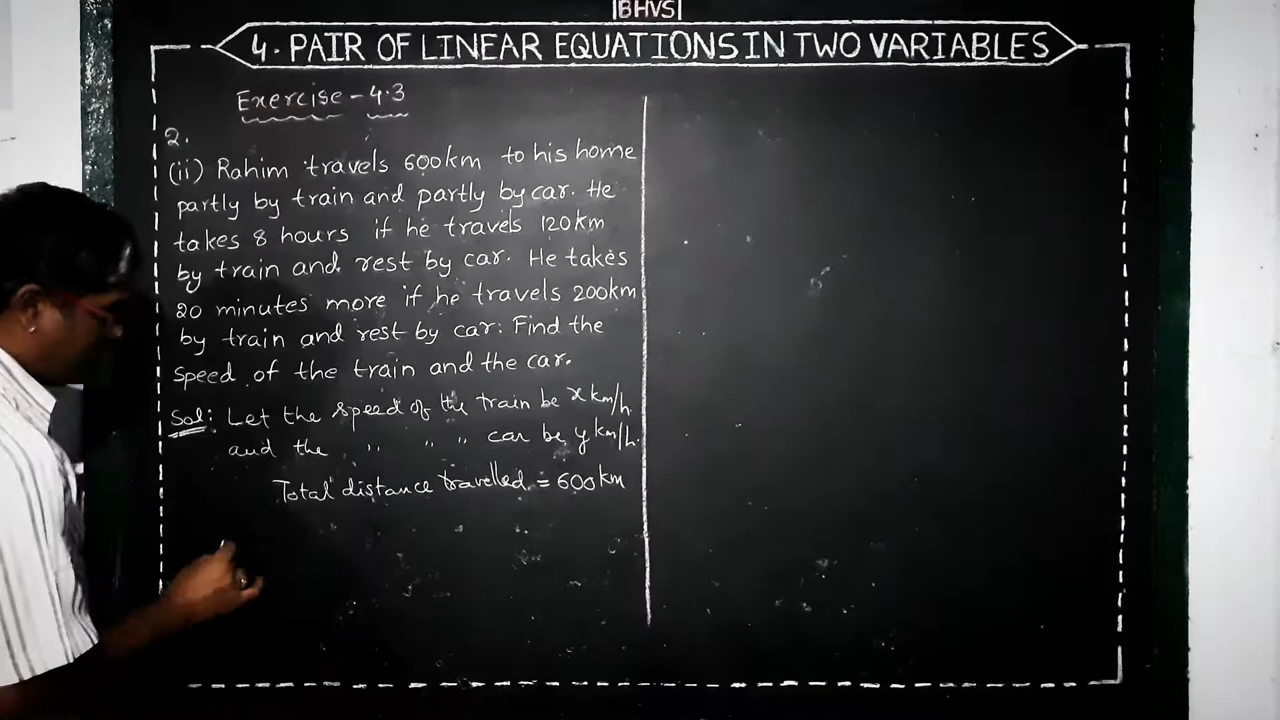 |BHVS|
4. PAIR OF LINEAR EQUATIONS IN TWO VARIABLES
Exercise - 4.3
2.
(ii) Rahim travels 600km to his home
partly by train and partly by car. He
takes 8 hours if he travels 120km
by train and rest by car. He takes
20 minutes more if he travels 200km
by train and rest by car. Find the
speed of the train and the car.
Sol: Let the speed of the train be x km/h.
and the ,, ,, ,, car be y km/h.
Total distance travelled = 600km